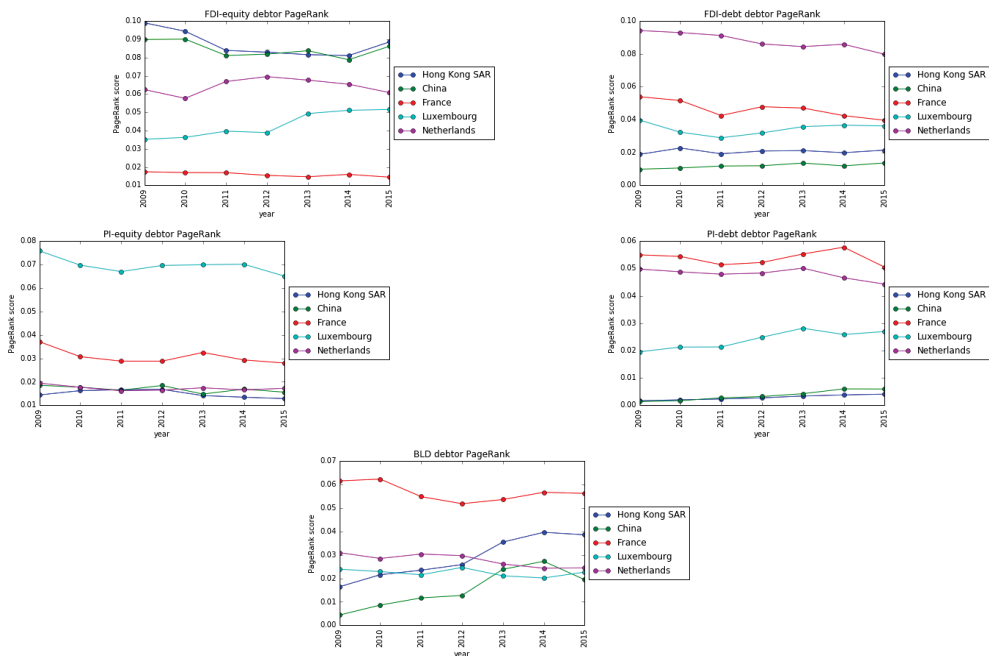 FDI-equity debtor PageRank
0.10
0.09
0.08
0.07
0.06
0.05
0.04
0.03
0.02
0.01
PageRank score
2009
2010
2011
2012
2013
2014
2015
year
Hong Kong SAR
China
France
Luxembourg
Netherlands
FDI-debt debtor PageRank
0.10
0.08
0.06
0.04
0.02
0.00
PageRank score
2009
2010
2011
2012
2013
2014
2015
year
Hong Kong SAR
China
France
Luxembourg
Netherlands
PI-equity debtor PageRank
0.08
0.07
0.06
0.05
0.04
0.03
0.02
0.01
PageRank score
2009
2010
2011
2012
2013
2014
2015
year
Hong Kong SAR
China
France
Luxembourg
Netherlands
PI-debt debtor PageRank
0.06
0.05
0.04
0.03
0.02
0.01
0.00
PageRank score
2009
2010
2011
2012
2013
2014
2015
year
Hong Kong SAR
China
France
Luxembourg
Netherlands
BLD debtor PageRank
0.07
0.06
0.05
0.04
0.03
0.02
0.01
0.00
PageRank score
2009
2010
2011
2012
2013
2014
2015
year
Hong Kong SAR
China
France
Luxembourg
Netherlands